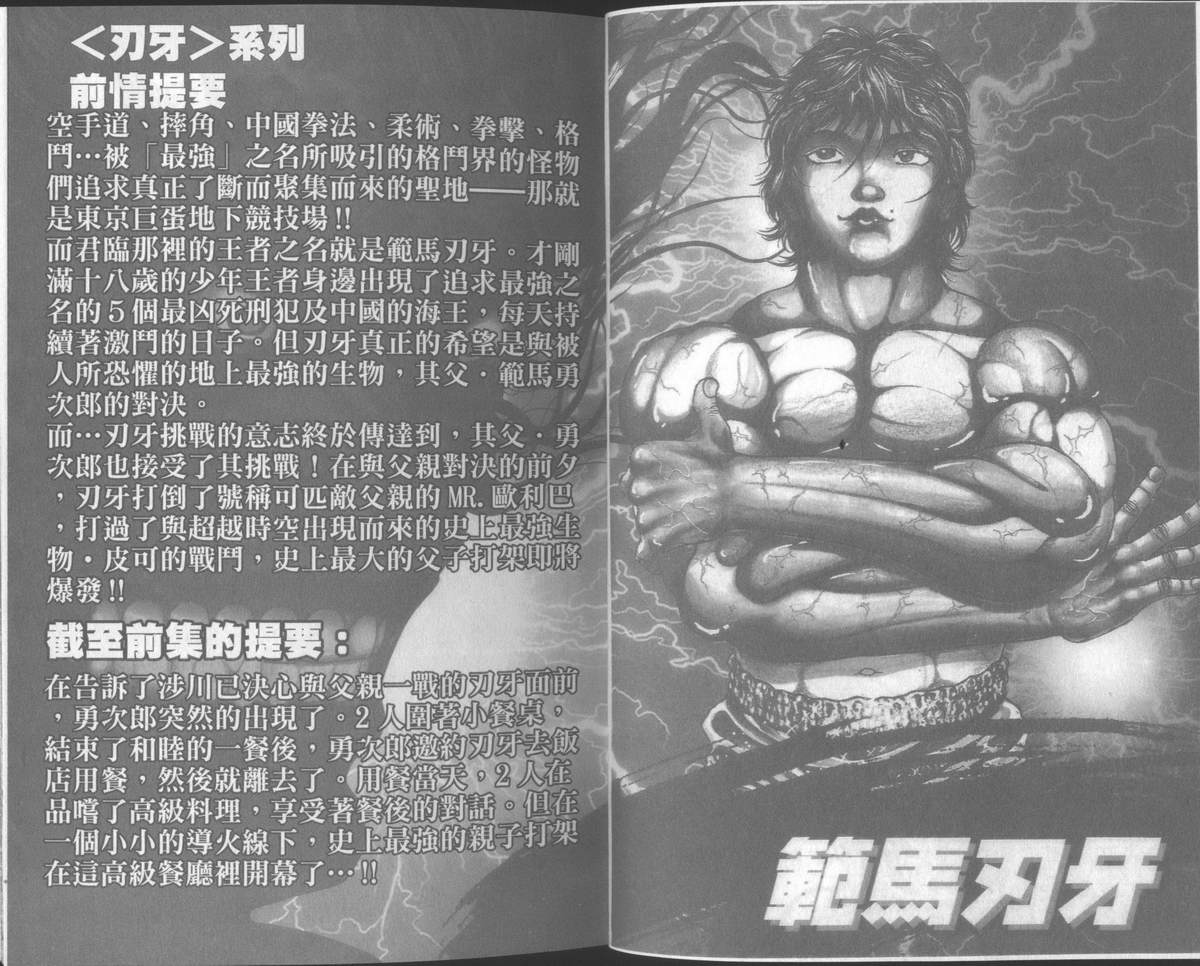 ＜刃牙＞系列
前情提要
空手道、摔角、中國拳法、柔術、拳擊、格
鬥…被「最強」之名所吸引的格鬥界的怪物
們追求真正了斷而聚集而來的聖地——那就
是東京巨蛋地下競技場!!
而君臨那裡的王者之名就是範馬刃牙。才剛
滿十八歲的少年王者身邊出現了追求最強之
名的５個最凶死刑犯及中國的海王，每天持
續著激鬥的日子。但刃牙真正的希望是與被
人所恐懼的地上最強的生物，其父・範馬勇
次郎的對決。
而…刃牙挑戰的意志終於傳達到，其父・勇
次郎也接受了其挑戰！在與父親對決的前夕
，刃牙打倒了號稱可匹敵父親的 MR. 歐利巴
，打過了與超越時空出現而來的史上最強生
物・皮可的戰鬥，史上最大的父子打架即將
爆發!!
截至前集的提要：
在告訴了涉川已決心與父親一戰的刃牙面前
，勇次郎突然的出現了。2 人圍著小餐桌，
結束了和睦的一餐後，勇次郎邀約刃牙去飯
店用餐，然後就離去了。用餐當天，2 人在
品嚐了高級料理，享受著餐後的對話。但在
一個小小的導火線下，史上最強的親子打架
在這高級餐廳裡開幕了…!!
範馬刃牙